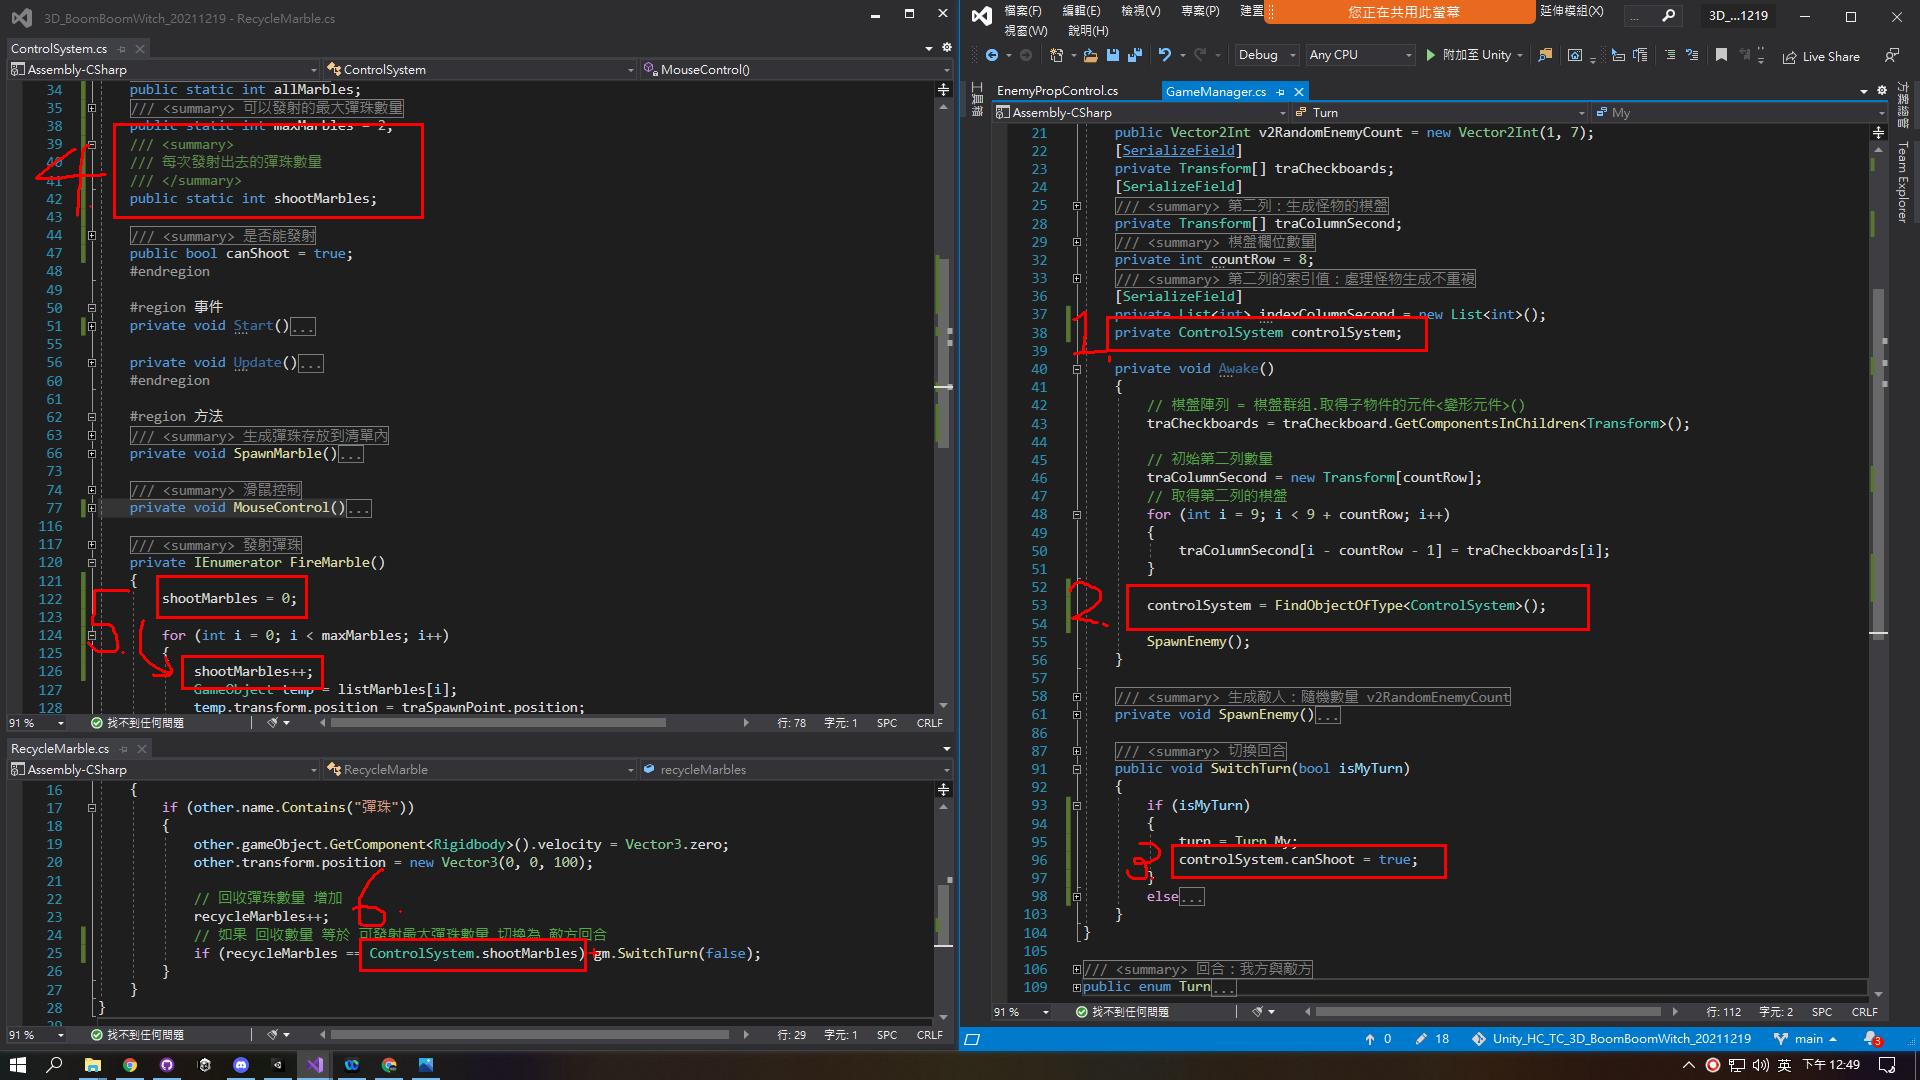 3D_BoomBoomWitch_20211219 - RecycleMarble.cs
ControlSystem.cs
Assembly-CSharp
ControlSystem
MouseControl()
34 public static int allMarbles;
35 /// <summary> 可以發射的最大彈珠數量
38 public static int maxMarbles = 2;
39 /// <summary>
40 /// 每次發射出去的彈珠數量
41 /// </summary>
42 public static int shootMarbles;
43
44 /// <summary> 是否能發射
47 public bool canShoot = true;
48 #endregion
49
50 #region 事件
51 private void Start()...
55
56 private void Update()...
60 #endregion
61
62 #region 方法
63 /// <summary> 生成彈珠存放到清單內
66 private void SpawnMarble()...
73
74 /// <summary> 滑鼠控制
77 private void MouseControl()...
116
117 /// <summary> 發射彈珠
120 private IEnumerator FireMarble()
121 {
122 shootMarbles = 0;
123
124 for (int i = 0; i < maxMarbles; i++)
125 {
126 shootMarbles++;
127 GameObject temp = listMarbles[i];
128 temp.transform.position = traSpawnPoint.position;
4.
5.
91 % 找不到任何問題 行: 78 字元: 1 SPC CRLF
RecycleMarble.cs
Assembly-CSharp
RecycleMarble
recycleMarbles
16 {
17 if (other.name.Contains("彈珠"))
18 {
19 other.gameObject.GetComponent<Rigidbody>().velocity = Vector3.zero;
20 other.transform.position = new Vector3(0, 0, 100);
21
22 // 回收彈珠數量 增加
23 recycleMarbles++;
24 // 如果 回收數量 等於 可發射最大彈珠數量 切換為 敵方回合
25 if (recycleMarbles == ControlSystem.shootMarbles) gm.SwitchTurn(false);
26 }
27 }
28 }
29
6.
91 % 找不到任何問題 行: 29 字元: 1 SPC CRLF
檔案(F) 編輯(E) 檢視(V) 專案(P) 建置
您正在共用此螢幕
延伸模組(X)
... 3D_...1219
視窗(W) 說明(H)
Debug Any CPU 附加至 Unity Live Share
工具箱
EnemyPropControl.cs
GameManager.cs
Assembly-CSharp
Turn
My
21 public Vector2Int v2RandomEnemyCount = new Vector2Int(1, 7);
22 [SerializeField]
23 private Transform[] traCheckboards;
24 [SerializeField]
25 /// <summary> 第二列：生成怪物的棋盤
28 private Transform[] traColumnSecond;
29 /// <summary> 棋盤欄位數量
32 private int countRow = 8;
33 /// <summary> 第二列的索引值：處理怪物生成不重複
36 [SerializeField]
37 private List<int> indexColumnSecond = new List<int>();
38 private ControlSystem controlSystem;
39
40 private void Awake()
41 {
42 // 棋盤陣列 = 棋盤群組.取得子物件的元件<變形元件>()
43 traCheckboards = traCheckboard.GetComponentsInChildren<Transform>();
44
45 // 初始第二列數量
46 traColumnSecond = new Transform[countRow];
47 // 取得第二列的棋盤
48 for (int i = 9; i < 9 + countRow; i++)
49 {
50 traColumnSecond[i - countRow - 1] = traCheckboards[i];
51 }
52
53 controlSystem = FindObjectOfType<ControlSystem>();
54
55 SpawnEnemy();
56 }
57
58 /// <summary> 生成敵人：隨機數量 v2RandomEnemyCount
61 private void SpawnEnemy()...
86
87 /// <summary> 切換回合
91 public void SwitchTurn(bool isMyTurn)
92 {
93 if (isMyTurn)
94 {
95 turn = Turn.My;
96 controlSystem.canShoot = true;
97 }
98 else...
103 }
104 }
105
106 /// <summary> 回合：我方與敵方
109 public enum Turn...
1.
2.
3
方案總管
Team Explorer
91 % 找不到任何問題 行: 112 字元: 2 SPC CRLF
0 18 Unity_HC_TC_3D_BoomBoomWitch_20211219 main 3
英 下午 12:49